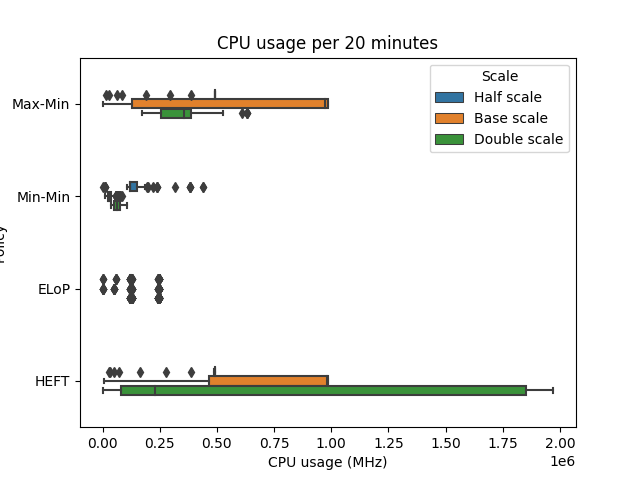 CPU usage per 20 minutes
Scale
Half scale
Base scale
Double scale
Max-Min
Min-Min
ELoP
HEFT
0.00 0.25 0.50 0.75 1.00 1.25 1.50 1.75 2.00
1e6
CPU usage (MHz)